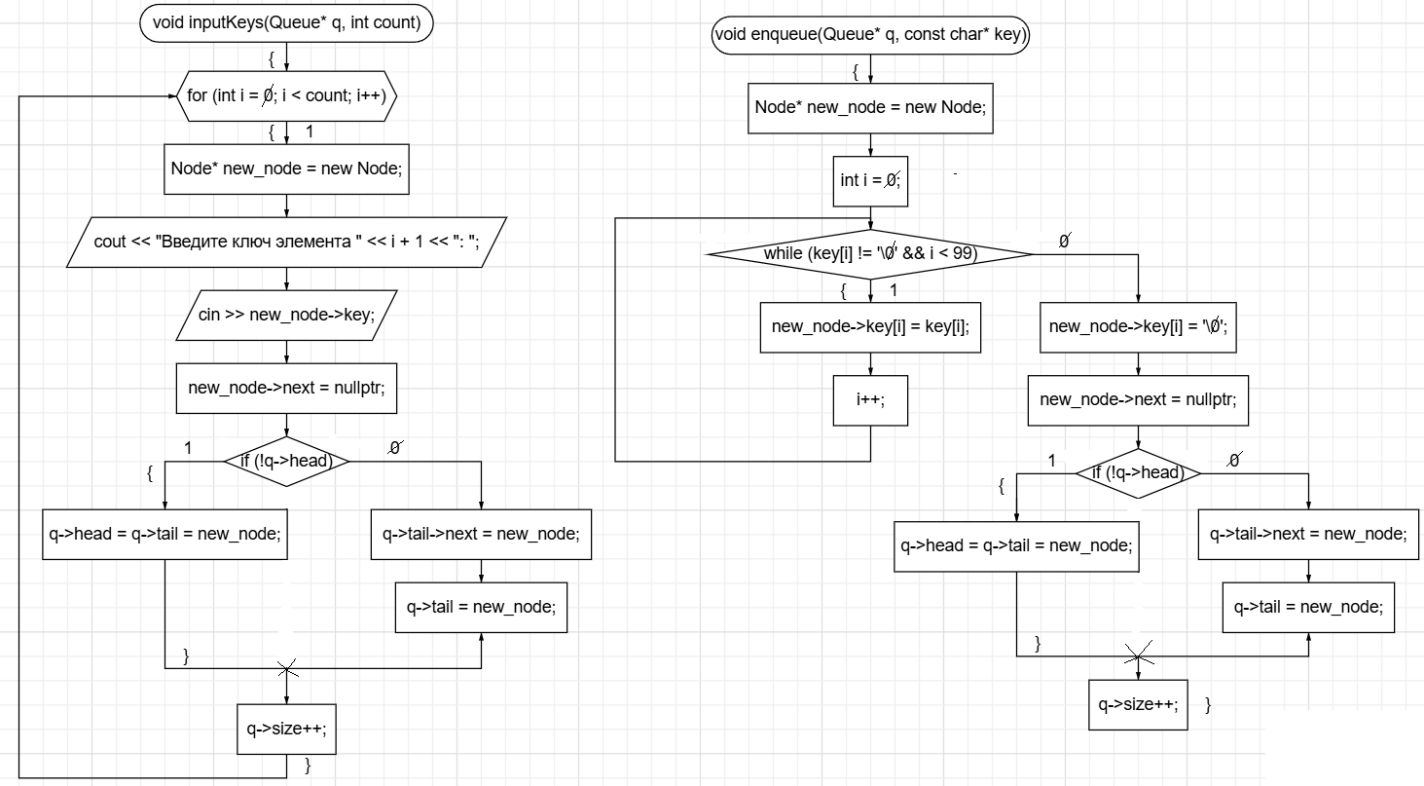 void inputKeys(Queue* q, int count)
{
for (int i = 0; i < count; i++)
{ 1
Node* new_node = new Node;
cout << "Введите ключ элемента " << i + 1 << ": ";
cin >> new_node->key;
new_node->next = nullptr;
if (!q->head)
1
0
{
q->head = q->tail = new_node;
q->tail->next = new_node;
q->tail = new_node;
}
q->size++;
}
void enqueue(Queue* q, const char* key)
{
Node* new_node = new Node;
int i = 0;
while (key[i] != '\0' && i < 99)
0
{ 1
new_node->key[i] = key[i];
i++;
new_node->key[i] = '\0';
new_node->next = nullptr;
if (!q->head)
1
0
{
q->head = q->tail = new_node;
q->tail->next = new_node;
q->tail = new_node;
}
q->size++;
}